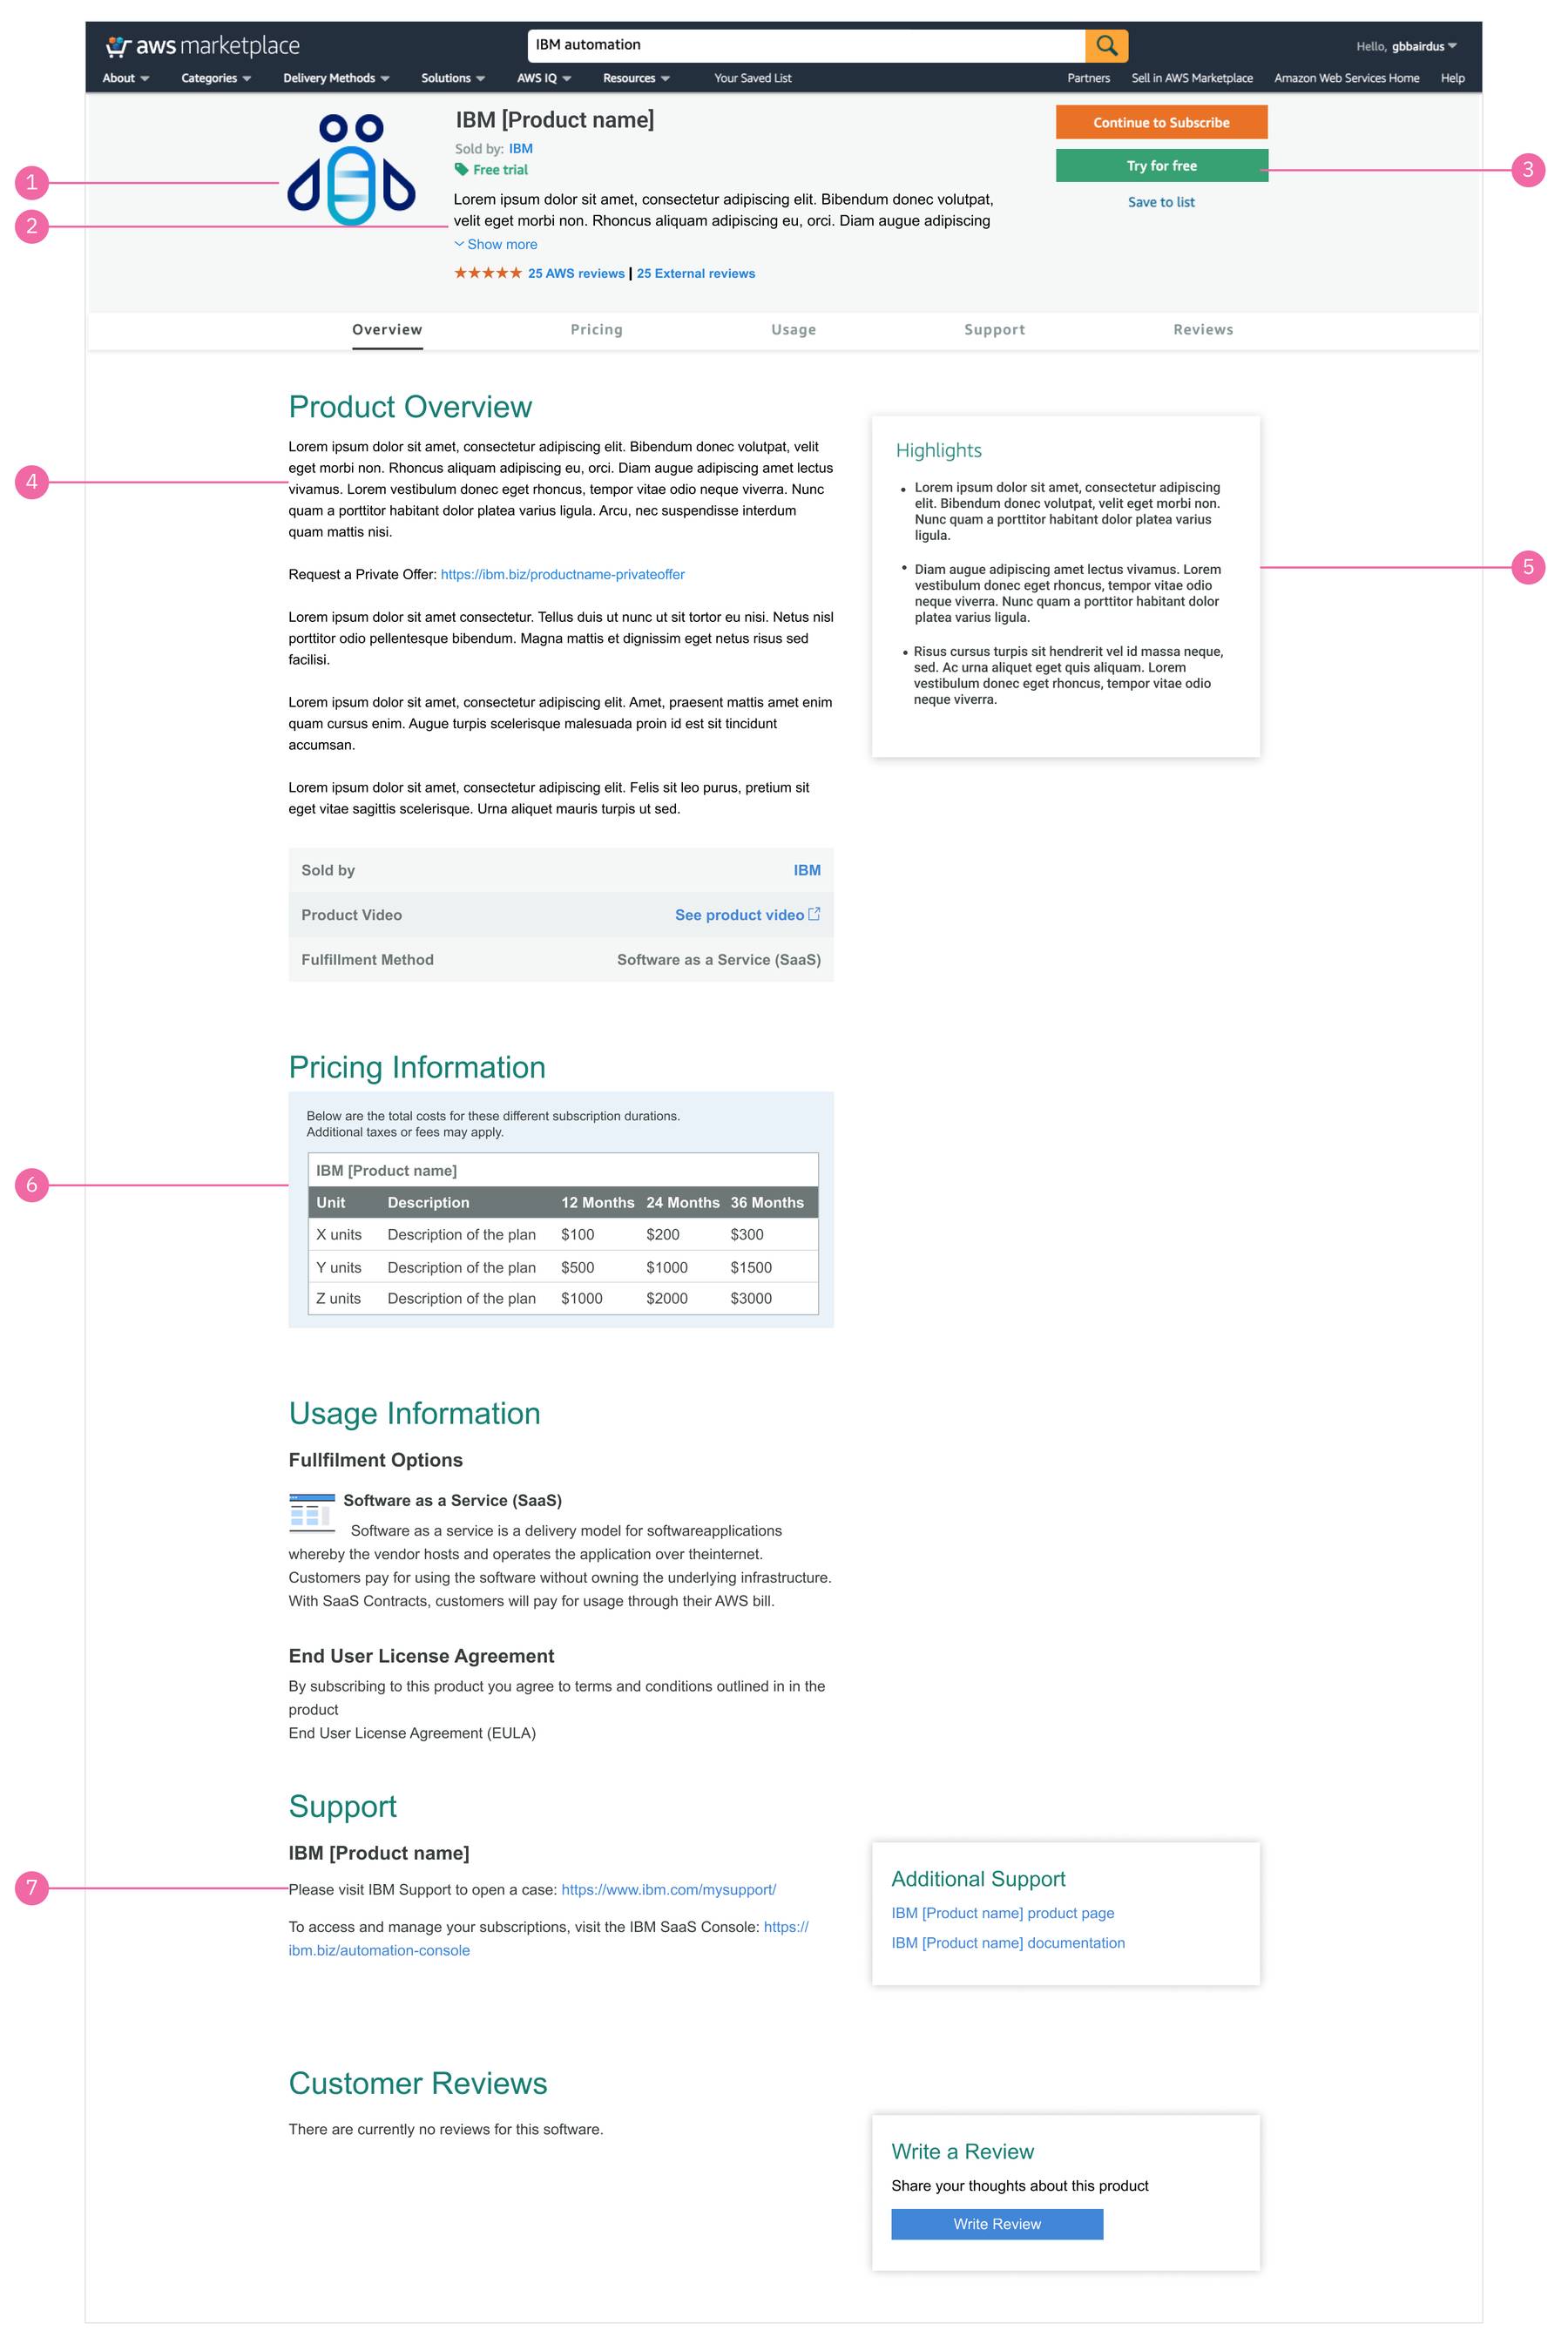 aws marketplace
IBM automation
Hello, gbbairdus
About
Categories
Delivery Methods
Solutions
AWS IQ
Resources
Your Saved List
Partners
Sell in AWS Marketplace
Amazon Web Services Home
Help
IBM [Product name]
Sold by: IBM
Free trial
Lorem ipsum dolor sit amet, consectetur adipiscing elit. Bibendum donec volutpat,
velit eget morbi non. Rhoncus aliquam adipiscing eu, orci. Diam augue adipiscing
Show more
25 AWS reviews | 25 External reviews
Continue to Subscribe
Try for free
Save to list
1
2
3
Overview
Pricing
Usage
Support
Reviews
Product Overview
Lorem ipsum dolor sit amet, consectetur adipiscing elit. Bibendum donec volutpat, velit
eget morbi non. Rhoncus aliquam adipiscing eu, orci. Diam augue adipiscing amet lectus
vivamus. Lorem vestibulum donec eget rhoncus, tempor vitae odio neque viverra. Nunc
quam a porttitor habitant dolor platea varius ligula. Arcu, nec suspendisse interdum
quam mattis nisi.
4
Request a Private Offer: https://ibm.biz/productname-privateoffer
Lorem ipsum dolor sit amet consectetur. Tellus duis ut nunc ut sit tortor eu nisi. Netus nisl
porttitor odio pellentesque bibendum. Magna mattis et dignissim eget netus risus sed
facilisi.
Lorem ipsum dolor sit amet, consectetur adipiscing elit. Amet, praesent mattis amet enim
quam cursus enim. Augue turpis scelerisque malesuada proin id est sit tincidunt
accumsan.
Lorem ipsum dolor sit amet, consectetur adipiscing elit. Felis sit leo purus, pretium sit
eget vitae sagittis scelerisque. Urna aliquet mauris turpis ut sed.
Highlights
Lorem ipsum dolor sit amet, consectetur adipiscing
elit. Bibendum donec volutpat, velit eget morbi non.
Nunc quam a porttitor habitant dolor platea varius
ligula.
Diam augue adipiscing amet lectus vivamus. Lorem
vestibulum donec eget rhoncus, tempor vitae odio
neque viverra. Nunc quam a porttitor habitant dolor
platea varius ligula.
Risus cursus turpis sit hendrerit vel id massa neque,
sed. Ac urna aliquet eget quis aliquam. Lorem
vestibulum donec eget rhoncus, tempor vitae odio
neque viverra.
5
Sold by IBM
Product Video See product video
Fulfillment Method Software as a Service (SaaS)
Pricing Information
Below are the total costs for these different subscription durations.
Additional taxes or fees may apply.
6
IBM [Product name]
Unit Description 12 Months 24 Months 36 Months
X units Description of the plan $100 $200 $300
Y units Description of the plan $500 $1000 $1500
Z units Description of the plan $1000 $2000 $3000
Usage Information
Fullfilment Options
Software as a Service (SaaS)
Software as a service is a delivery model for softwareapplications
whereby the vendor hosts and operates the application over theinternet.
Customers pay for using the software without owning the underlying infrastructure.
With SaaS Contracts, customers will pay for usage through their AWS bill.
End User License Agreement
By subscribing to this product you agree to terms and conditions outlined in in the
product
End User License Agreement (EULA)
Support
IBM [Product name]
7
Please visit IBM Support to open a case: https://www.ibm.com/mysupport/
To access and manage your subscriptions, visit the IBM SaaS Console: https://
ibm.biz/automation-console
Additional Support
IBM [Product name] product page
IBM [Product name] documentation
Customer Reviews
There are currently no reviews for this software.
Write a Review
Share your thoughts about this product
Write Review